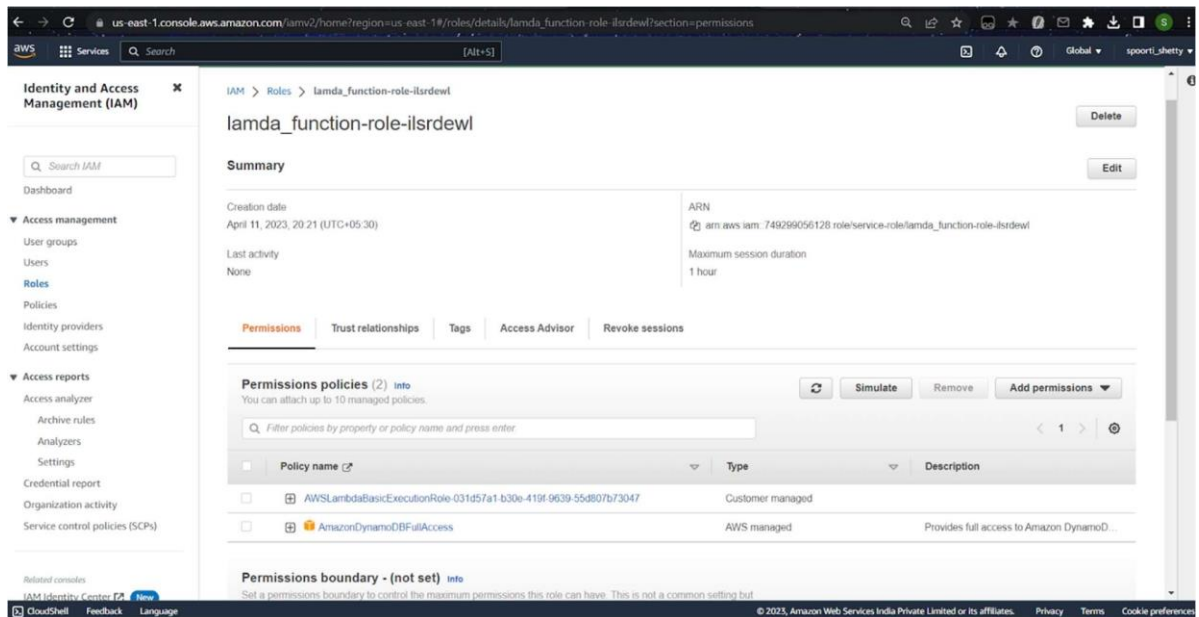 us-east-1.console.aws.amazon.com/iamv2/home?region=us-east-1#/roles/details/lamda_function-role-ilsrdewl?section=permissions
S
aws
Services
Search
[Alt+S]
Global
spoorti_shetty
Identity and Access
Management (IAM)
Search IAM
Dashboard
Access management
User groups
Users
Roles
Policies
Identity providers
Account settings
Access reports
Access analyzer
Archive rules
Analyzers
Settings
Credential report
Organization activity
Service control policies (SCPs)
Related consoles
IAM Identity Center New
IAM > Roles > lamda_function-role-ilsrdewl
lamda_function-role-ilsrdewl
Delete
Summary
Edit
Creation date
April 11, 2023, 20:21 (UTC+05:30)
ARN
arn:aws:iam::749299056128:role/service-role/lamda_function-role-ilsrdewl
Last activity
None
Maximum session duration
1 hour
Permissions Trust relationships Tags Access Advisor Revoke sessions
Permissions policies (2) Info
You can attach up to 10 managed policies.
Simulate
Remove
Add permissions
Filter policies by property or policy name and press enter
1
Policy name Type Description
AWSLambdaBasicExecutionRole-031d57a1-b30e-419f-9639-55d807b73047 Customer managed
AmazonDynamoDBFullAccess AWS managed Provides full access to Amazon DynamoD...
Permissions boundary - (not set) Info
Set a permissions boundary to control the maximum permissions this role can have. This is not a common setting but
CloudShell Feedback Language
© 2023, Amazon Web Services India Private Limited or its affiliates. Privacy Terms Cookie preferences